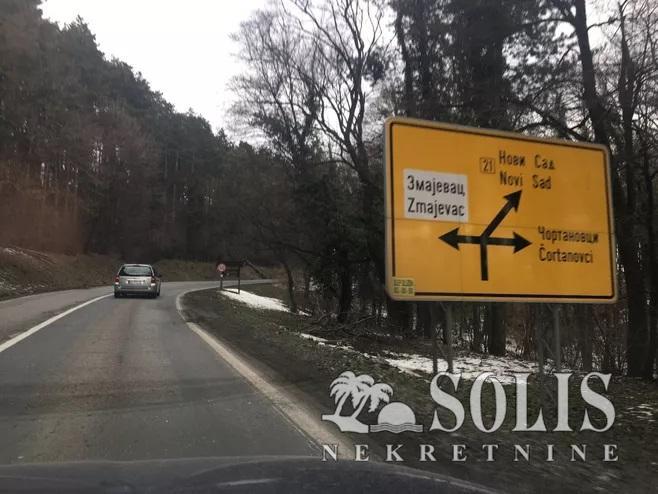 21
Нови Сад
Novi Sad
Змајевац
Zmajevac
Чортановци
Čortanovci
SOLIS
NEKRETNINE